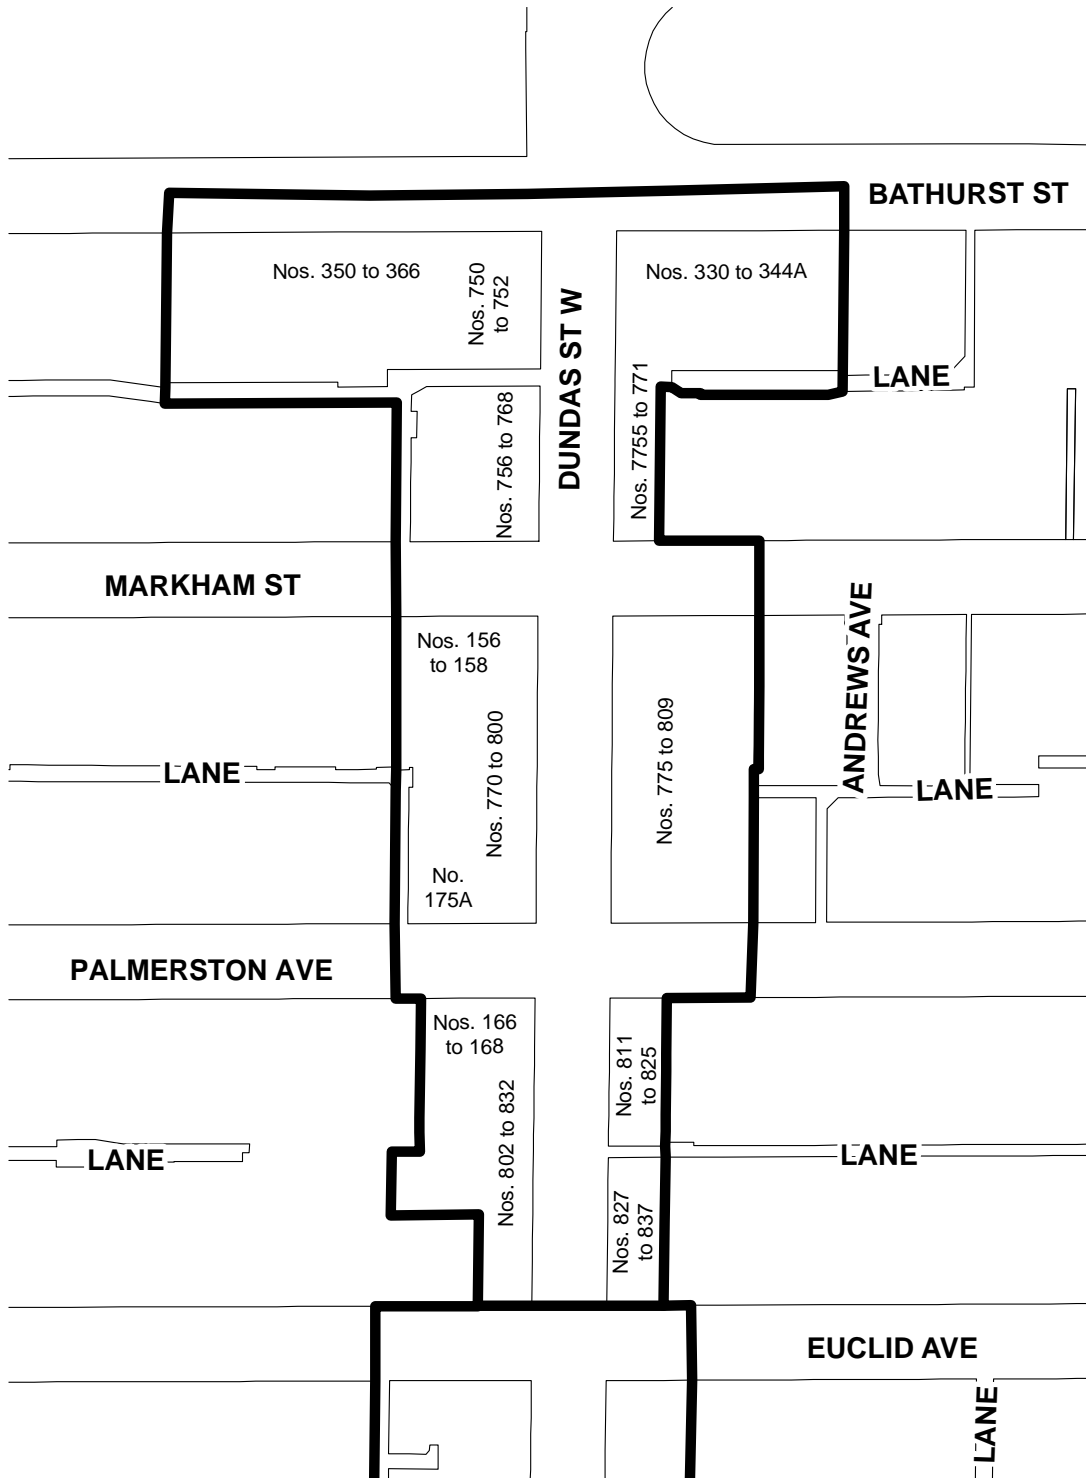 BATHURST ST
Nos. 350 to 366
Nos. 750
to 752
DUNDAS ST W
Nos. 330 to 344A
LANE
Nos. 756 to 768
Nos. 7755 to 771
MARKHAM ST
Nos. 156
to 158
ANDREWS AVE
LANE
Nos. 770 to 800
Nos. 775 to 809
LANE
No.
175A
PALMERSTON AVE
Nos. 166
to 168
Nos. 811
to 825
Nos. 802 to 832
LANE
LANE
Nos. 827
to 837
EUCLID AVE
LANE